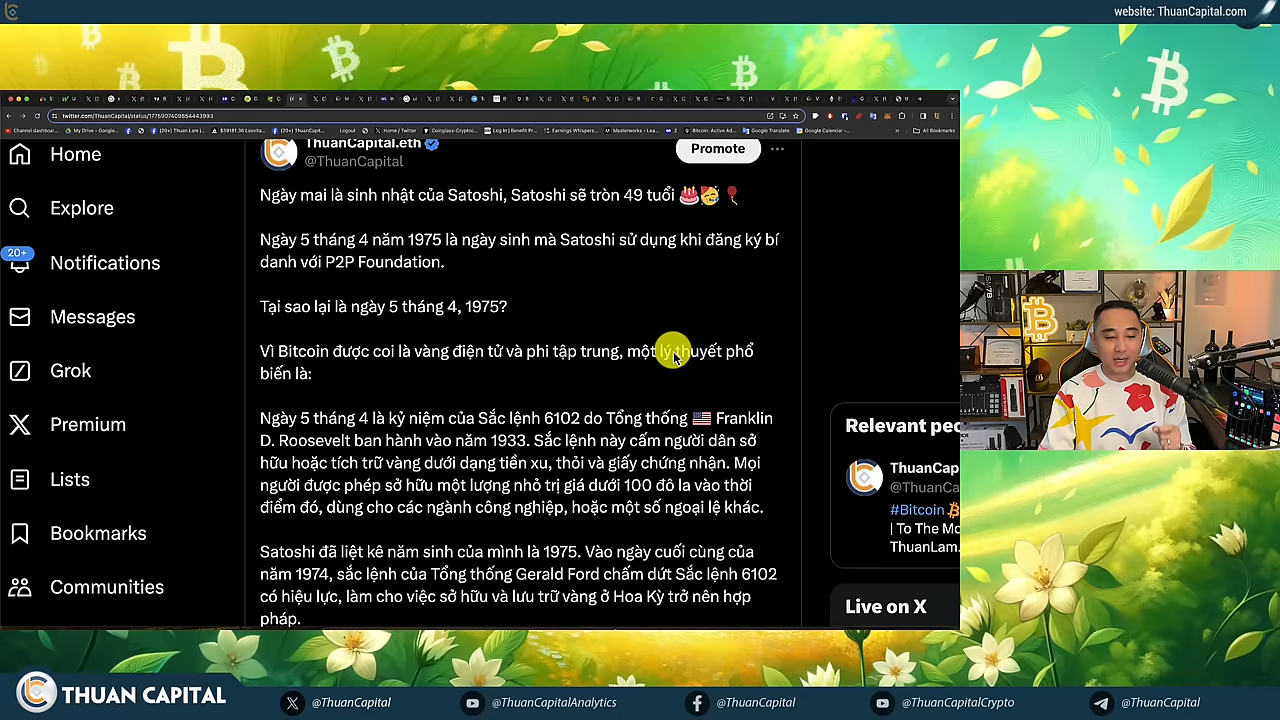 website: ThuanCapital.com
Home
Explore
20+
Notifications
Messages
Grok
Premium
Lists
Bookmarks
Communities
ThuanCapital.eth
@ThuanCapital
Promote
Ngày mai là sinh nhật của Satoshi, Satoshi sẽ tròn 49 tuổi 🎂🥳🎈
Ngày 5 tháng 4 năm 1975 là ngày sinh mà Satoshi sử dụng khi đăng ký bí
danh với P2P Foundation.
Tại sao lại là ngày 5 tháng 4, 1975?
Vì Bitcoin được coi là vàng điện tử và phi tập trung, một lý thuyết phổ
biến là:
Ngày 5 tháng 4 là kỷ niệm của Sắc lệnh 6102 do Tổng thống 🇺🇸 Franklin
D. Roosevelt ban hành vào năm 1933. Sắc lệnh này cấm người dân sở
hữu hoặc tích trữ vàng dưới dạng tiền xu, thỏi và giấy chứng nhận. Mọi
người được phép sở hữu một lượng nhỏ trị giá dưới 100 đô la vào thời
điểm đó, dùng cho các ngành công nghiệp, hoặc một số ngoại lệ khác.
Satoshi đã liệt kê năm sinh của mình là 1975. Vào ngày cuối cùng của
năm 1974, sắc lệnh của Tổng thống Gerald Ford chấm dứt Sắc lệnh 6102
có hiệu lực, làm cho việc sở hữu và lưu trữ vàng ở Hoa Kỳ trở nên hợp
pháp.
Relevant peo
ThuanCap
@ThuanCa
#Bitcoin
| To The Mo
ThuanLam.
Live on X
THUAN CAPITAL
@ThuanCapital
@ThuanCapitalAnalytics
@ThuanCapital
@ThuanCapitalCrypto
@ThuanCapital